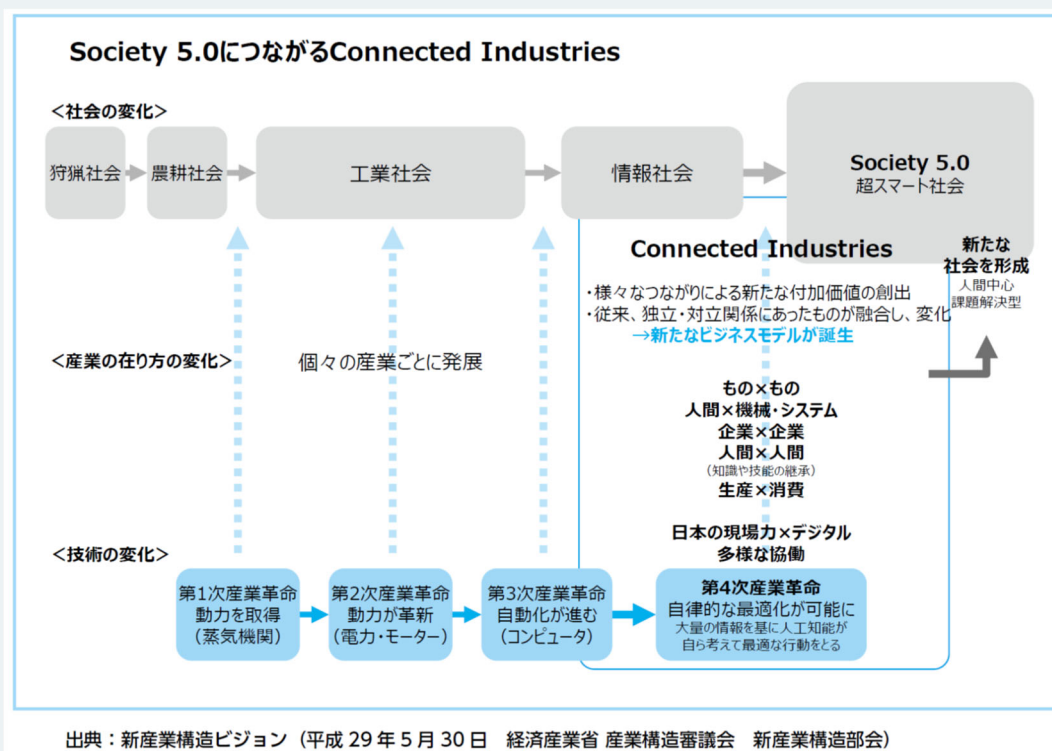 Society 5.0につながるConnected Industries
＜社会の変化＞
狩猟社会
農耕社会
工業社会
情報社会
Society 5.0
超スマート社会
Connected Industries
・様々なつながりによる新たな付加価値の創出
・従来、独立・対立関係にあったものが融合し、変化
→新たなビジネスモデルが誕生
新たな
社会を形成
人間中心
課題解決型
＜産業の在り方の変化＞
個々の産業ごとに発展
もの×もの
人間×機械・システム
企業×企業
人間×人間
（知識や技能の継承）
生産×消費
日本の現場力×デジタル
多様な協働
＜技術の変化＞
第1次産業革命
動力を取得
（蒸気機関）
第2次産業革命
動力が革新
（電力・モーター）
第3次産業革命
自動化が進む
（コンピュータ）
第4次産業革命
自律的な最適化が可能に
大量の情報を基に人工知能が
自ら考えて最適な行動をとる
出典：新産業構造ビジョン（平成 29 年 5 月 30 日　経済産業省 産業構造審議会　新産業構造部会）